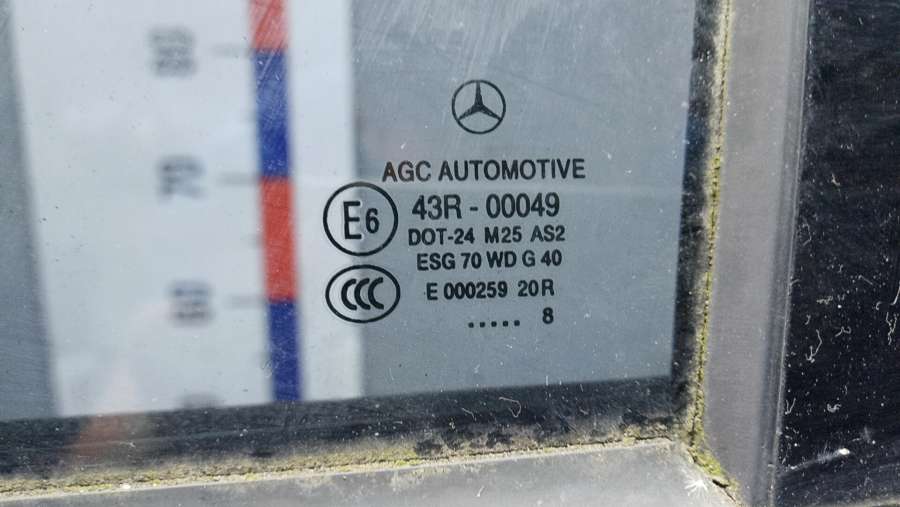 AGC AUTOMOTIVE
E6 43R - 00049
DOT-24 M25 AS2
ESG 70 WD G 40
CCC E 000259 20R
..... 8